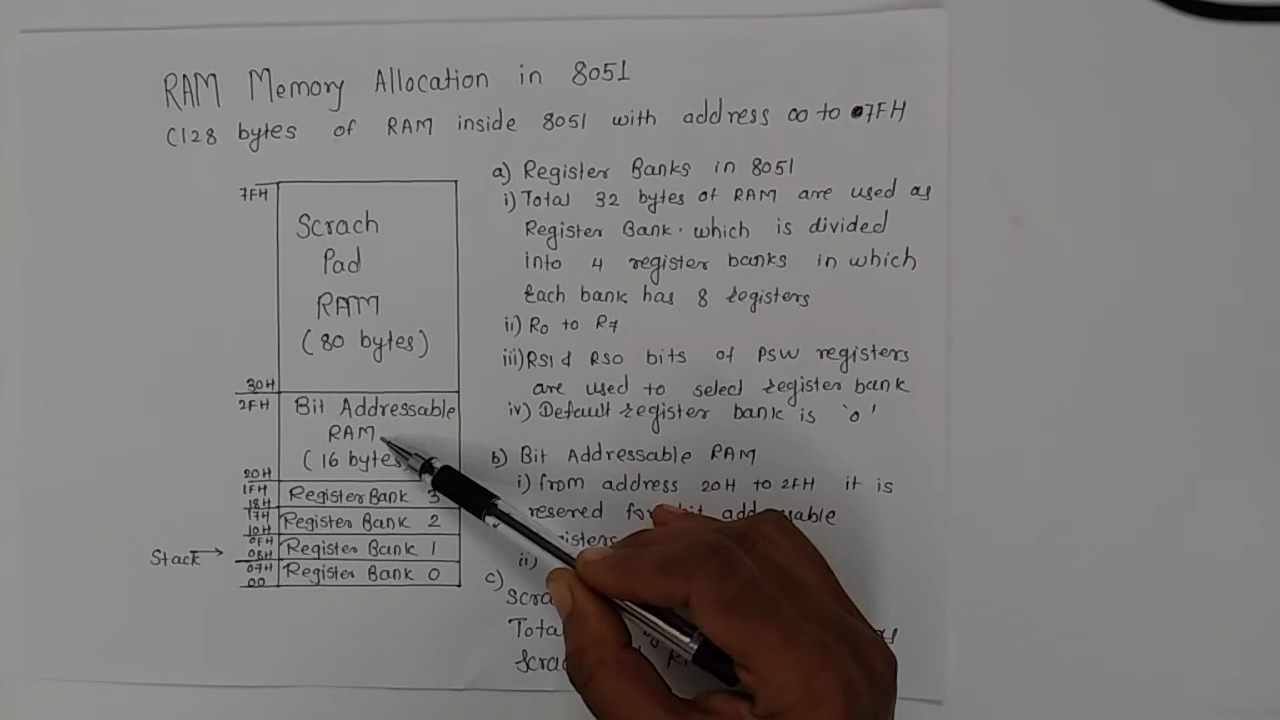 RAM Memory Allocation in 8051
(128 bytes of RAM inside 8051 with address 00 to 07FH
7FH
Scrach
Pad
RAM
(80 bytes)
30H
2FH
Bit Addressable
RAM
(16 bytes
20H
1FH
Register Bank 3
18H
17H
Register Bank 2
10H
0FH
Register Bank 1
08H
Stack
07H
Register Bank 0
00
a) Register Banks in 8051
i) Total 32 bytes of RAM are used as
Register Bank. which is divided
into 4 register banks in which
Each bank has 8 registers
ii) R0 to R7
iii) RS1 & RS0 bits of PSW registers
are used to select register bank
iv) Default register bank is '0'
b) Bit Addressable RAM
i) from address 20H to 2FH it is
resered for bit addressable
isters
ii)
c)
Scra
Tota
Scra